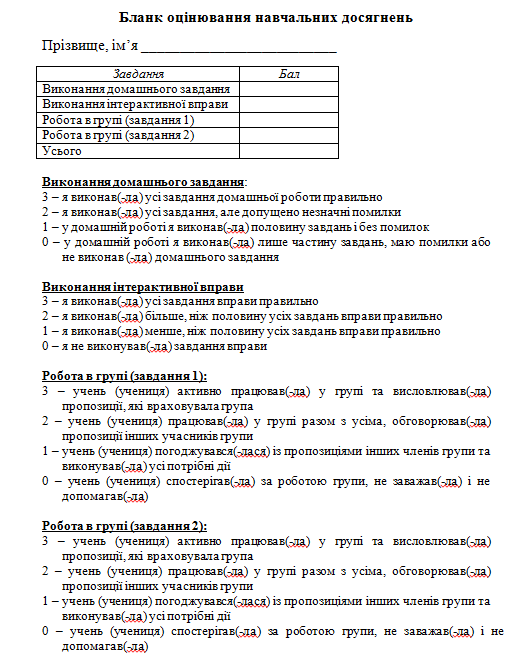 Бланк оцінювання навчальних досягнень
Прізвище, ім’я ___________________________
Завдання Бал
Виконання домашнього завдання
Виконання інтерактивної вправи
Робота в групі (завдання 1)
Робота в групі (завдання 2)
Усього
Виконання домашнього завдання:
3 – я виконав(-ла) усі завдання домашньої роботи правильно
2 – я виконав(-ла) усі завдання, але допущено незначні помилки
1 – у домашній роботі я виконав(-ла) половину завдань і без помилок
0 – у домашній роботі я виконав(-ла) лише частину завдань, маю помилки або
не виконав (-ла) домашнього завдання
Виконання інтерактивної вправи
3 – я виконав(-ла) усі завдання вправи правильно
2 – я виконав(-ла) більше, ніж половину усіх завдань вправи правильно
1 – я виконав(-ла) менше, ніж половину усіх завдань вправи правильно
0 – я не виконував(-ла) завдання вправи
Робота в групі (завдання 1):
3 – учень (учениця) активно працював(-ла) у групі та висловлював(-ла)
пропозиції, які враховувала група
2 – учень (учениця) працював(-ла) у групі разом з усіма, обговорював(-ла)
пропозиції інших учасників групи
1 – учень (учениця) погоджувався(-лася) із пропозиціями інших членів групи та
виконував(-ла) усі потрібні дії
0 – учень (учениця) спостерігав(-ла) за роботою групи, не заважав(-ла) і не
допомагав(-ла)
Робота в групі (завдання 2):
3 – учень (учениця) активно працював(-ла) у групі та висловлював(-ла)
пропозиції, які враховувала група
2 – учень (учениця) працював(-ла) у групі разом з усіма, обговорював(-ла)
пропозиції інших учасників групи
1 – учень (учениця) погоджувався(-лася) із пропозиціями інших членів групи та
виконував(-ла) усі потрібні дії
0 – учень (учениця) спостерігав(-ла) за роботою групи, не заважав(-ла) і не
допомагав(-ла)